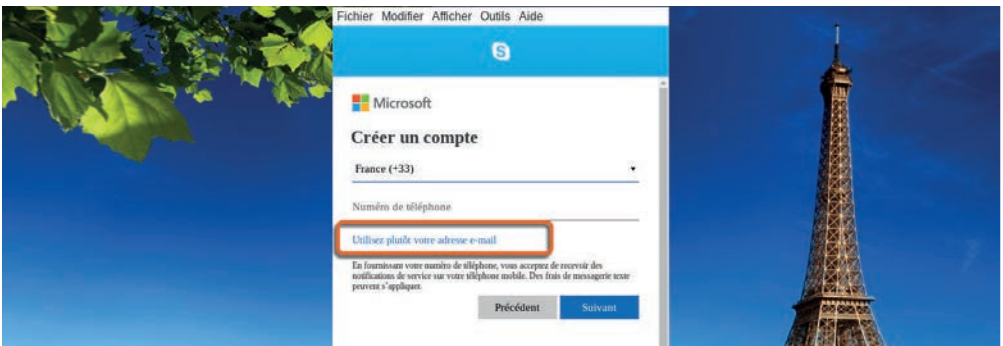 Fichier Modifier Afficher Outils Aide
S
Microsoft
Créer un compte
France (+33)
Numéro de téléphone
Utilisez plutôt votre adresse e-mail
En fournissant votre numéro de téléphone, vous acceptez de recevoir des
notifications de service sur votre téléphone mobile. Des frais de messagerie texte
peuvent s'appliquer.
Précédent Suivant